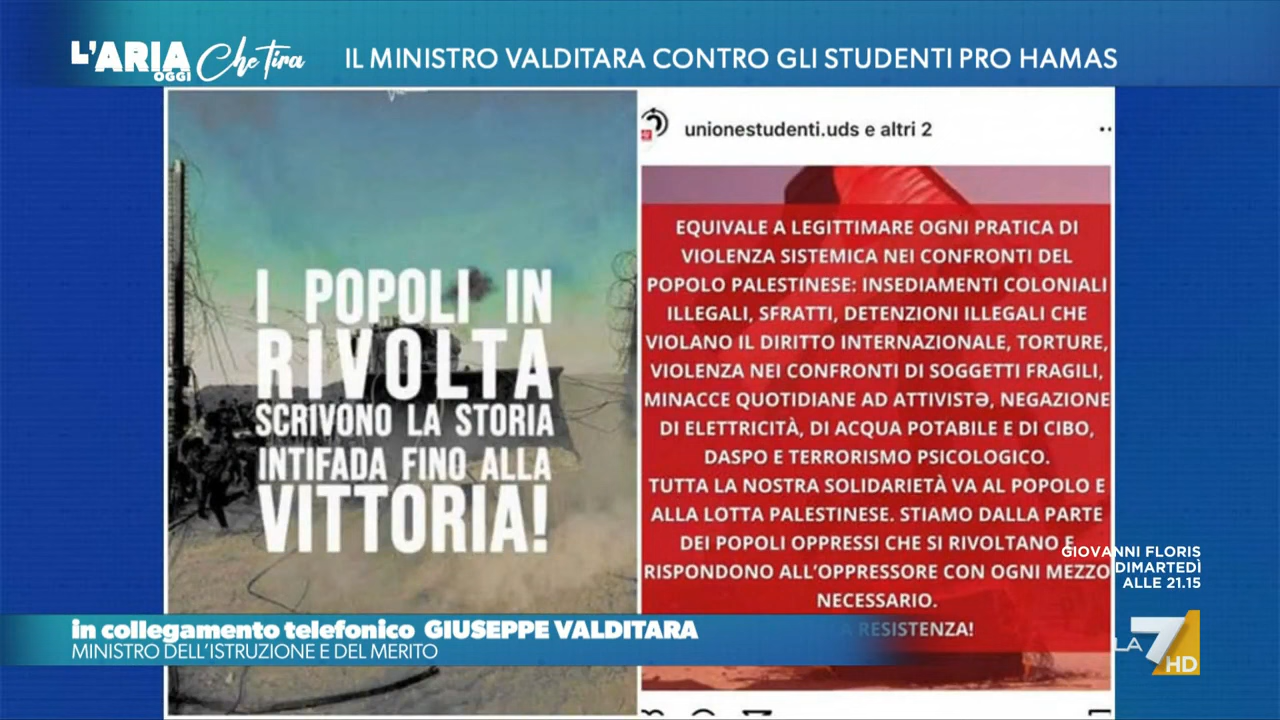 L'ARIA Che tira
OGGI
IL MINISTRO VALDITARA CONTRO GLI STUDENTI PRO HAMAS
I POPOLI IN
RIVOLTA
SCRIVONO LA STORIA
INTIFADA FINO ALLA
VITTORIA!
unionestudenti.uds e altri 2
EQUIVALE A LEGITTIMARE OGNI PRATICA DI
VIOLENZA SISTEMICA NEI CONFRONTI DEL
POPOLO PALESTINESE: INSEDIAMENTI COLONIALI
ILLEGALI, SFRATTI, DETENZIONI ILLEGALI CHE
VIOLANO IL DIRITTO INTERNAZIONALE, TORTURE,
VIOLENZA NEI CONFRONTI DI SOGGETTI FRAGILI,
MINACCE QUOTIDIANE AD ATTIVISTƏ, NEGAZIONE
DI ELETTRICITÀ, DI ACQUA POTABILE E DI CIBO,
DASPO E TERRORISMO PSICOLOGICO.
TUTTA LA NOSTRA SOLIDARIETÀ VA AL POPOLO E
ALLA LOTTA PALESTINESE. STIAMO DALLA PARTE
DEI POPOLI OPPRESSI CHE SI RIVOLTANO E
RISPONDONO ALL'OPPRESSORE CON OGNI MEZZO
NECESSARIO.
RESISTENZA!
GIOVANNI FLORIS
DIMARTEDÌ
ALLE 21.15
in collegamento telefonico GIUSEPPE VALDITARA
MINISTRO DELL'ISTRUZIONE E DEL MERITO
LA 7 HD